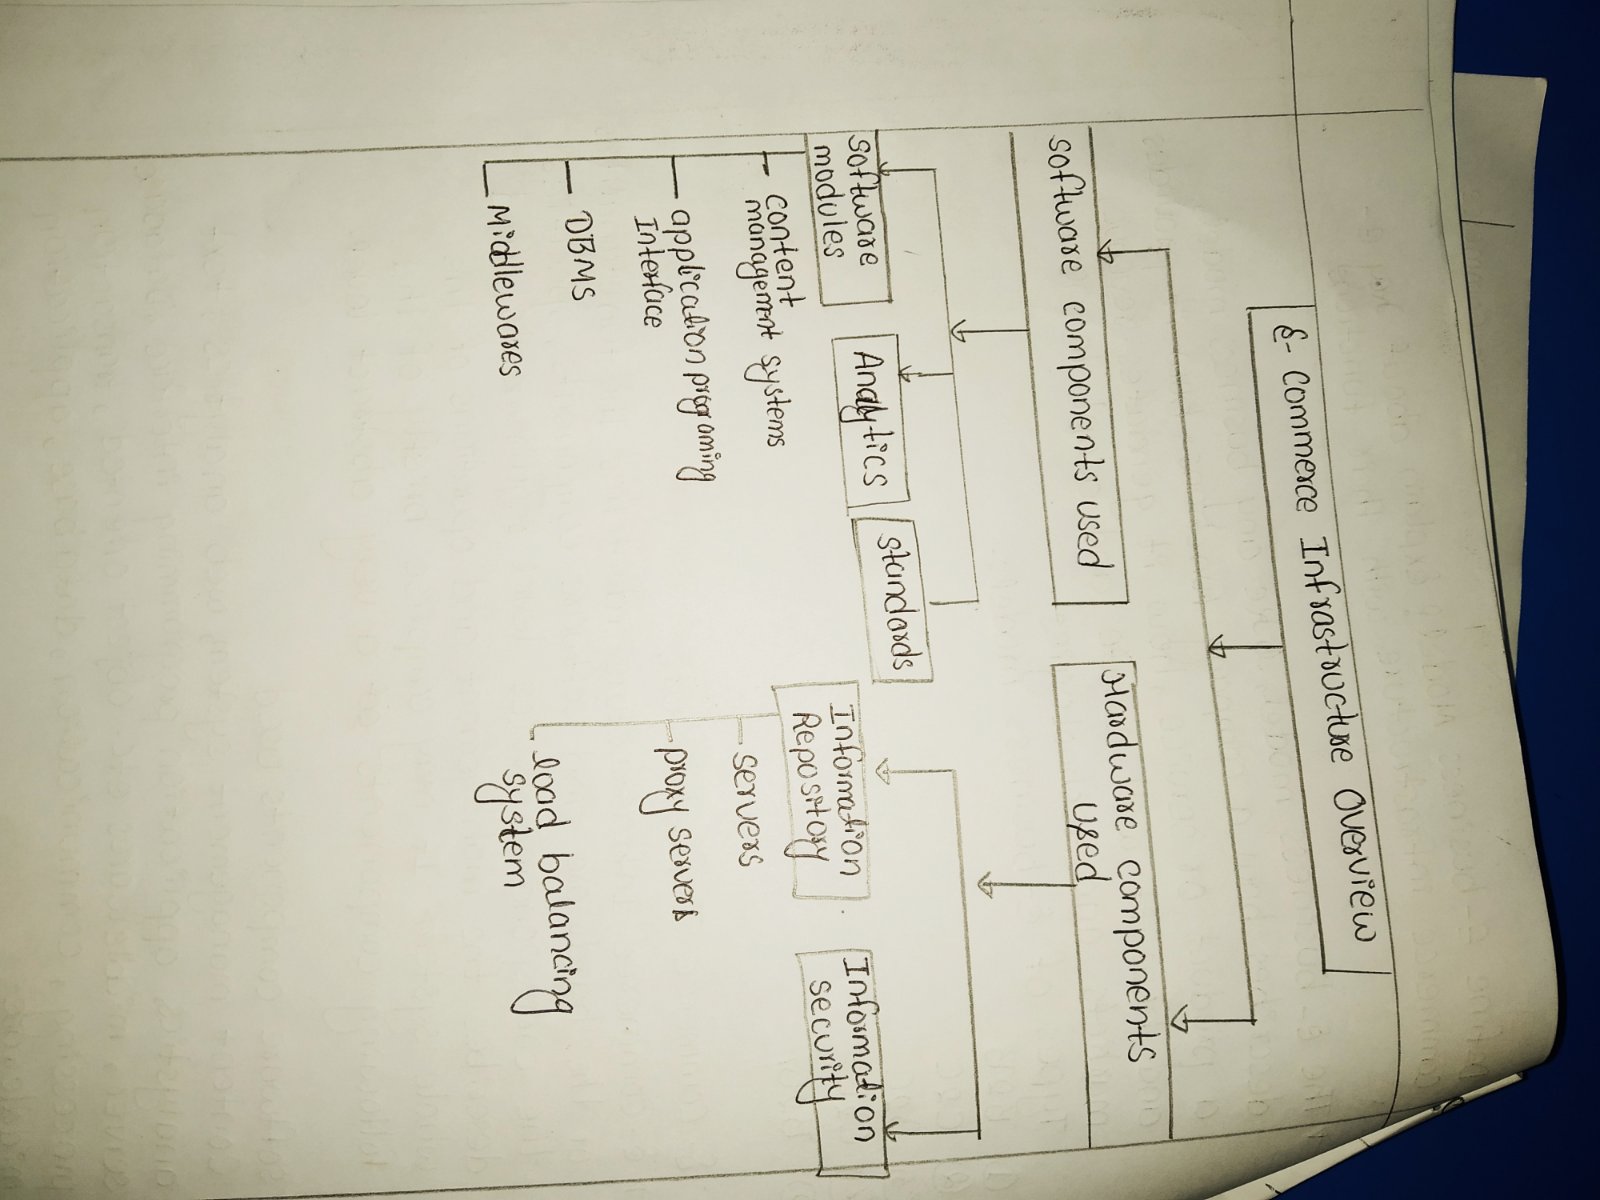 E- Commerce Infrastructure Overview
software components used
Hardware components
used
software
modules
Analytics
standards
Information
Repository
Information
security
content
management systems
application programing
Interface
DBMS
Middlewares
servers
proxy servers
load balancing
system